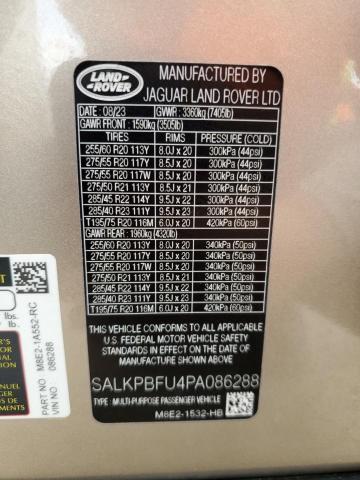 LAND
ROVER
MANUFACTURED BY
JAGUAR LAND ROVER LTD
DATE: 08/23 GVWR: 3360kg (7405lb)
GAWR FRONT: 1590kg (3505lb)
TIRES RIMS PRESSURE (COLD)
255/60 R20 113Y 8.0J x 20 300kPa (44psi)
275/55 R20 117Y 8.0J x 20 300kPa (44psi)
275/55 R20 117W 8.0J x 20 300kPa (44psi)
275/50 R21 113Y 8.5J x 21 300kPa (44psi)
285/45 R22 114Y 9.5J x 22 300kPa (44psi)
285/40 R23 111Y 9.5J x 23 300kPa (44psi)
T195/75 R20 116M 6.0J x 20 420kPa (60psi)
GAWR REAR: 1960kg (4320lb)
255/60 R20 113Y 8.0J x 20 340kPa (50psi)
275/55 R20 117Y 8.0J x 20 340kPa (50psi)
275/55 R20 117W 8.0J x 20 340kPa (50psi)
275/50 R21 113Y 8.5J x 21 340kPa (50psi)
285/45 R22 114Y 9.5J x 22 340kPa (50psi)
285/40 R23 111Y 9.5J x 23 340kPa (50psi)
T195/75 R20 116M 6.0J x 20 420kPa (60psi)
THIS VEHICLE CONFORMS TO ALL APPLICABLE
U.S. FEDERAL MOTOR VEHICLE SAFETY STANDARDS
IN EFFECT ON THE DATE OF
MANUFACTURE SHOWN ABOVE
SALKPBFU4PA086288
TYPE: MULTI-PURPOSE PASSENGER VEHICLE
M8E2-1532-HB
PART NO M8E2-1A552-RC
VIN NO 086288
lbs.